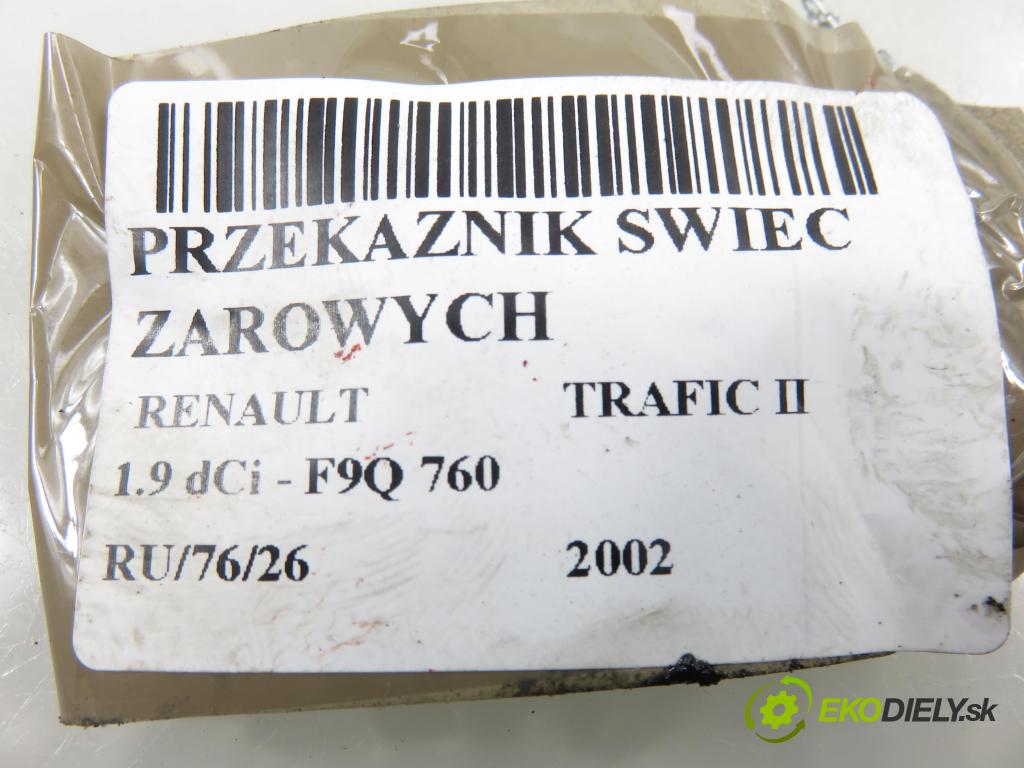 PRZEKAZNIK SWIEC
ZAROWYCH
RENAULT TRAFIC II
1.9 dCi - F9Q 760
RU/76/26 2002
EKODIELY.sk